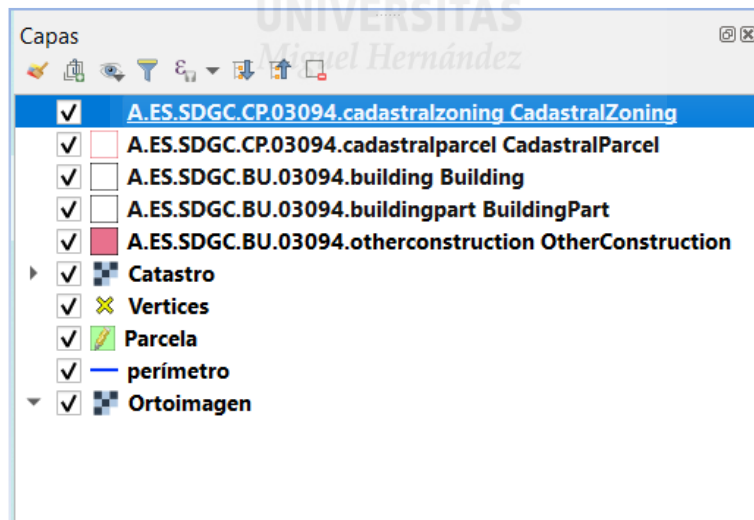 UNIVERSITAS
Miguel Hernández
Capas
A.ES.SDGC.CP.03094.cadastralzoning CadastralZoning
A.ES.SDGC.CP.03094.cadastralparcel CadastralParcel
A.ES.SDGC.BU.03094.building Building
A.ES.SDGC.BU.03094.buildingpart BuildingPart
A.ES.SDGC.BU.03094.otherconstruction OtherConstruction
Catastro
Vertices
Parcela
perímetro
Ortoimagen